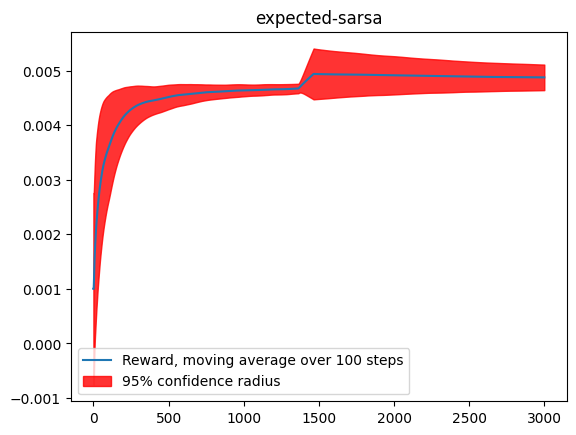 expected-sarsa
0.005
0.004
0.003
0.002
0.001
0.000
−0.001
Reward, moving average over 100 steps
95% confidence radius
0 500 1000 1500 2000 2500 3000